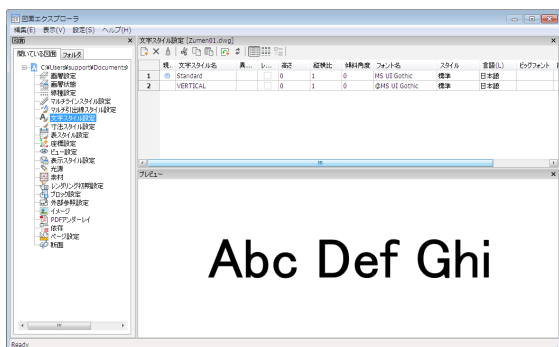 図面エクスプローラ
編集(E) 表示(V) 設定(S) ヘルプ(H)
図面
開いている図面 フォルダ
C:¥Users¥support¥Documents
画層設定
画層状態
線種設定
マルチラインスタイル設定
マルチ引出線スタイル設定
文字スタイル設定
寸法スタイル設定
表スタイル設定
座標設定
ビュー設定
表示スタイル設定
光源
素材
レンダリング初期設定
ブロック設定
外部参照設定
イメージ
PDFアンダーレイ
依存
ページ設定
断面
文字スタイル設定 [Zumen01.dwg]
現.. 文字スタイル名 異... レ... 高さ 縦横比 傾斜角度 フォント名 スタイル 言語(L) ビッグフォント
1 Standard 0 1 0 MS UI Gothic 標準 日本語
2 VERTICAL 0 1 0 @MS UI Gothic 標準 日本語
プレビュー
Abc Def Ghi
Ready